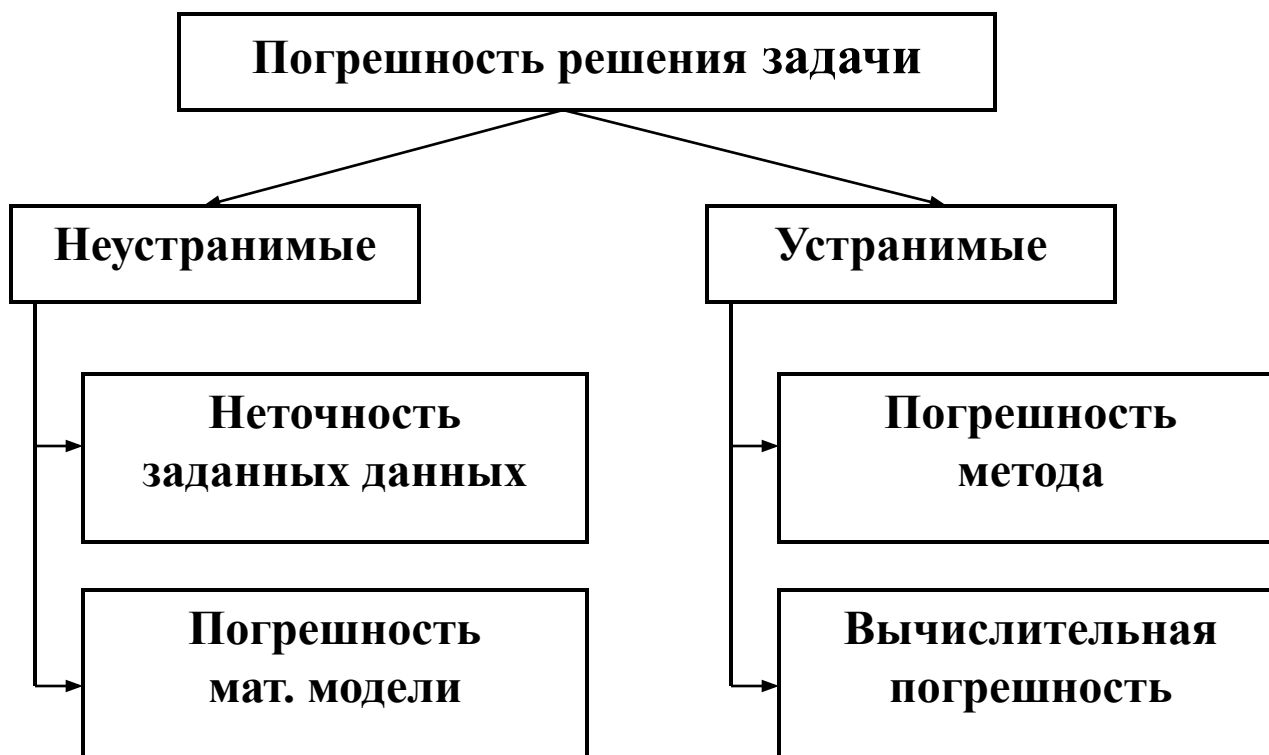 Погрешность решения задачи
Неустранимые
Устранимые
Неточность
заданных данных
Погрешность
метода
Погрешность
мат. модели
Вычислительная
погрешность